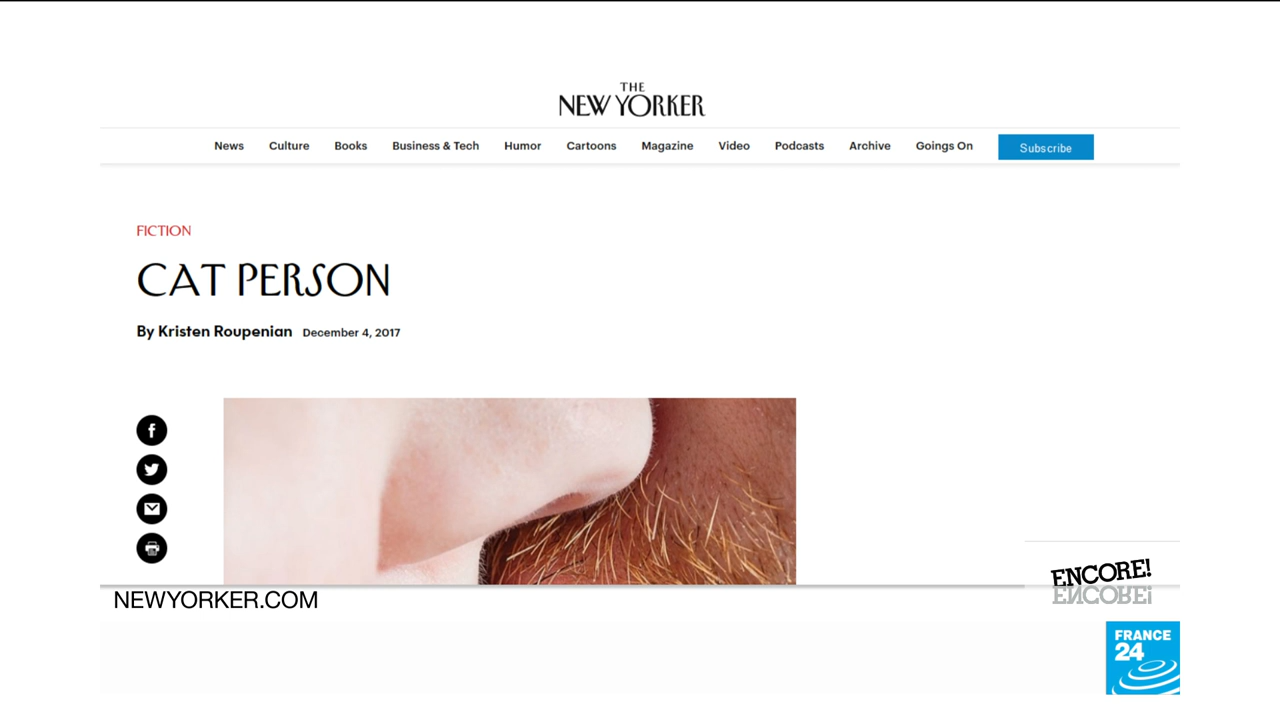 THE
NEW YORKER
News Culture Books Business & Tech Humor Cartoons Magazine Video Podcasts Archive Goings On Subscribe
FICTION
CAT PERSON
By Kristen Roupenian December 4, 2017
f
ENCORE!
ENCORE!
NEWYORKER.COM
FRANCE
24